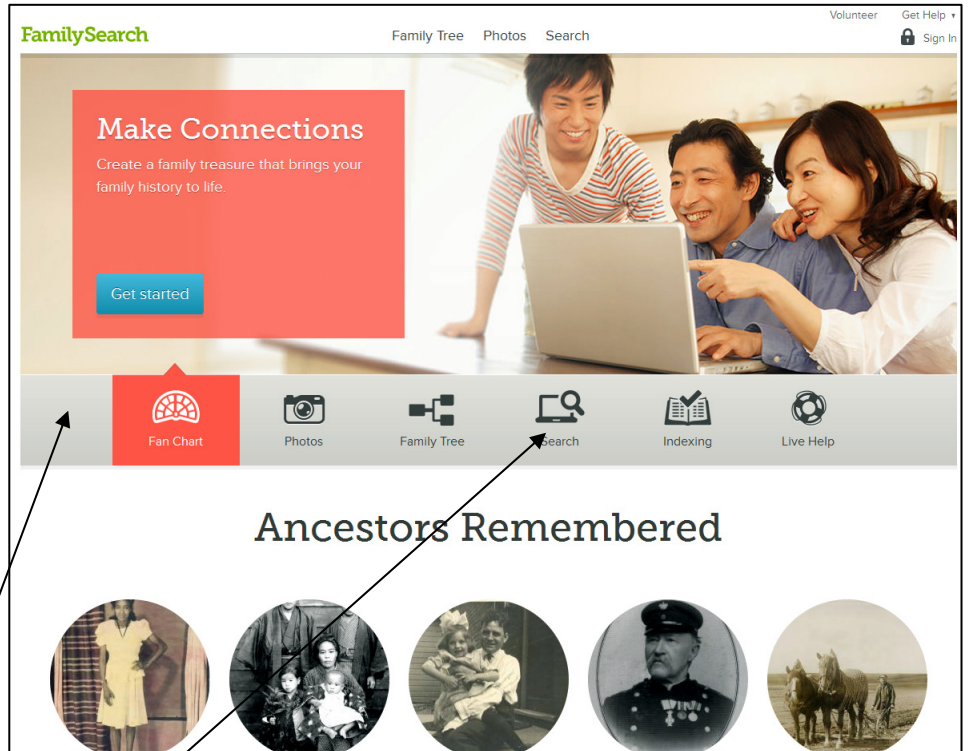 Volunteer Get Help
FamilySearch
Family Tree Photos Search
Sign In
Make Connections
Create a family treasure that brings your
family history to life.
Get started
Fan Chart Photos Family Tree Search Indexing Live Help
Ancestors Remembered